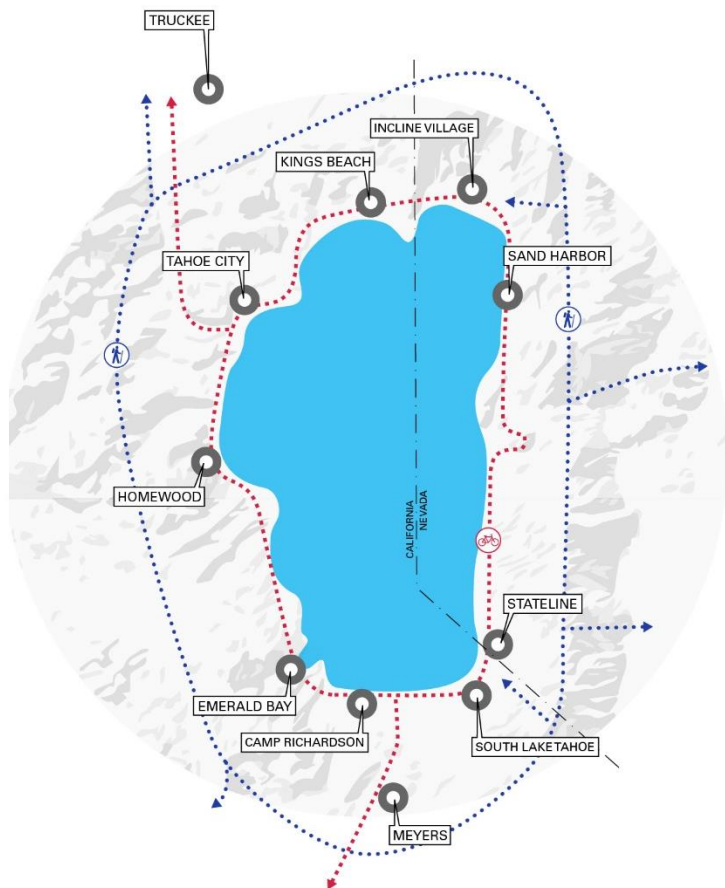 TRUCKEE
INCLINE VILLAGE
KINGS BEACH
SAND HARBOR
TAHOE CITY
HOMEWOOD
CALIFORNIA
NEVADA
STATELINE
EMERALD BAY
CAMP RICHARDSON
SOUTH LAKE TAHOE
MEYERS